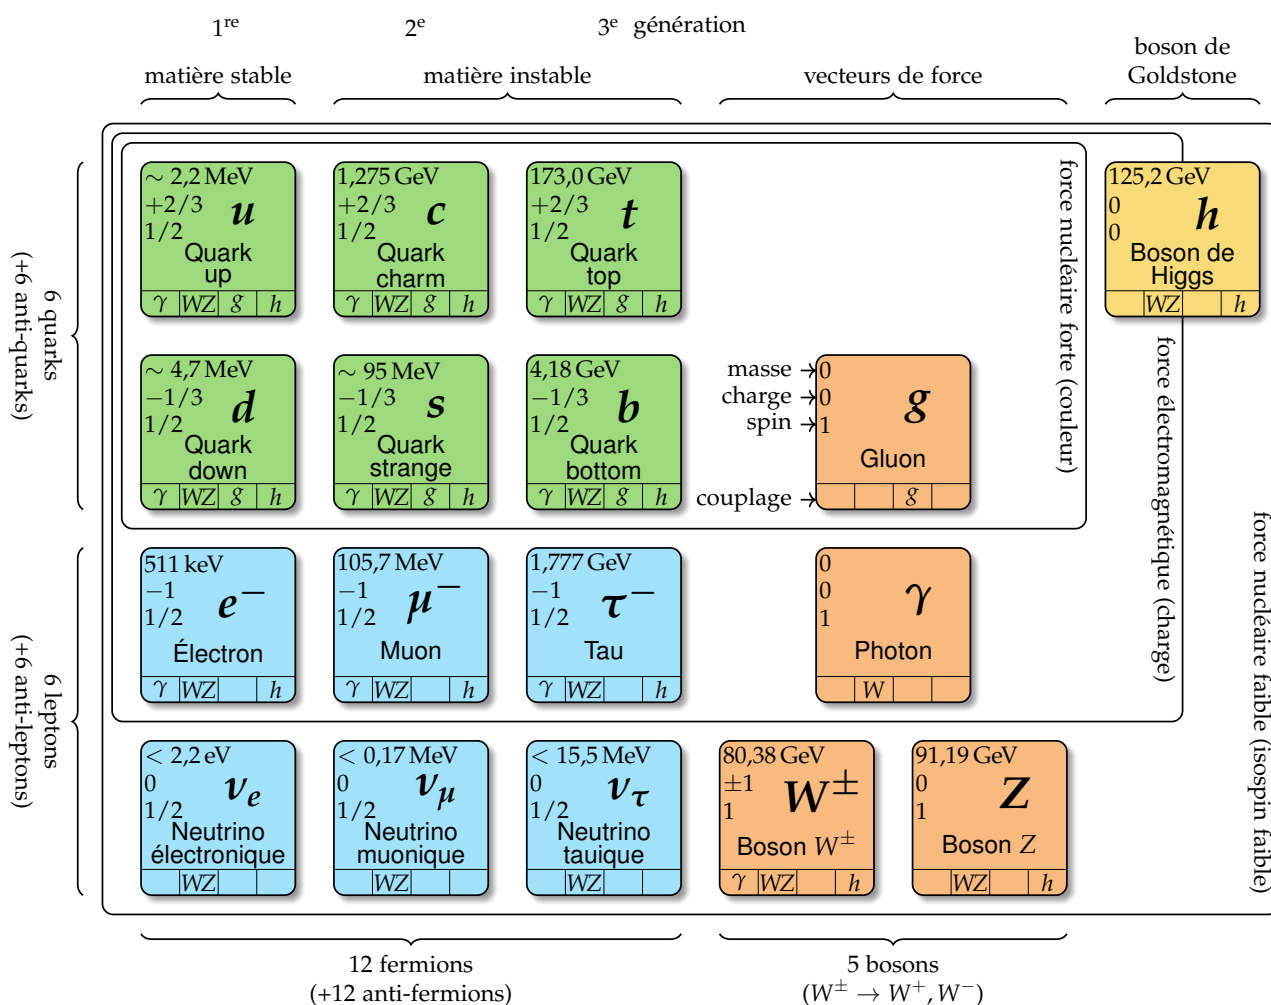 1re
2e
3e génération
matière stable
matière instable
vecteurs de force
boson de
Goldstone
6 quarks
(+6 anti-quarks)
∼ 2,2 MeV
+2/3
1/2
u
Quark
up
γ WZ g h
1,275 GeV
+2/3
1/2
c
Quark
charm
γ WZ g h
173,0 GeV
+2/3
1/2
t
Quark
top
γ WZ g h
force nucléaire forte (couleur)
125,2 GeV
0
0
h
Boson de
Higgs
WZ h
∼ 4,7 MeV
−1/3
1/2
d
Quark
down
γ WZ g h
∼ 95 MeV
−1/3
1/2
s
Quark
strange
γ WZ g h
4,18 GeV
−1/3
1/2
b
Quark
bottom
γ WZ g h
masse
charge
spin
couplage
0
0
1
g
Gluon
g
force électromagnétique (charge)
6 leptons
(+6 anti-leptons)
511 keV
−1
1/2
e−
Électron
γ WZ h
105,7 MeV
−1
1/2
μ−
Muon
γ WZ h
1,777 GeV
−1
1/2
τ−
Tau
γ WZ h
0
0
1
γ
Photon
W
force nucléaire faible (isospin faible)
< 2,2 eV
0
1/2
νe
Neutrino
électronique
WZ
< 0,17 MeV
0
1/2
νμ
Neutrino
muonique
WZ
< 15,5 MeV
0
1/2
ντ
Neutrino
tauique
WZ
80,38 GeV
±1
1
W±
Boson W±
γ WZ h
91,19 GeV
0
1
Z
Boson Z
WZ h
12 fermions
(+12 anti-fermions)
5 bosons
(W± → W+, W−)